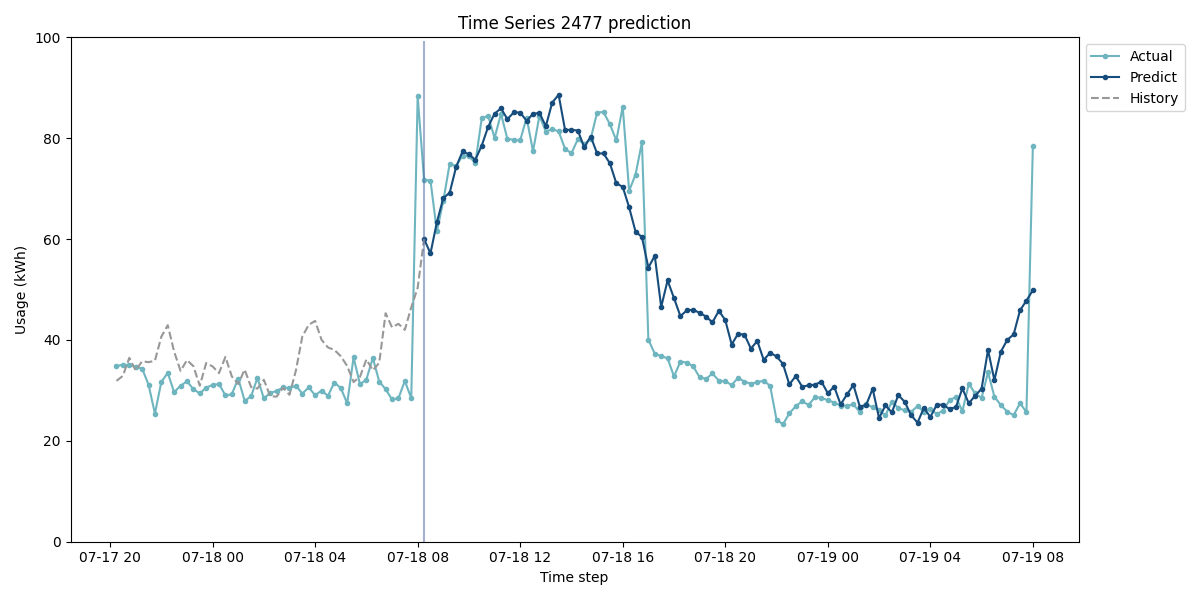 Time Series 2477 prediction
Actual
Predict
History
Usage (kWh)
100
80
60
40
20
0
07-17 20 07-18 00 07-18 04 07-18 08 07-18 12 07-18 16 07-18 20 07-19 00 07-19 04 07-19 08
Time step